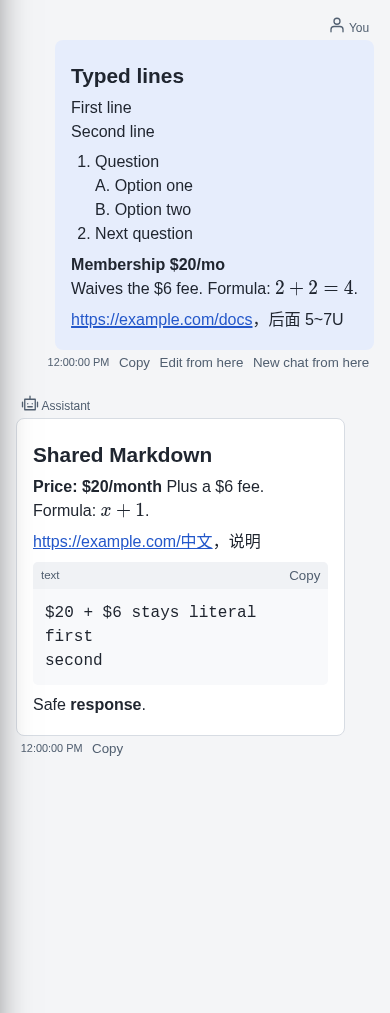 You
Typed lines
First line
Second line
1. Question
A. Option one
B. Option two
2. Next question
Membership $20/mo
Waives the $6 fee. Formula: 2 + 2 = 4.
https://example.com/docs，后面 5~7U
12:00:00 PM Copy Edit from here New chat from here
Assistant
Shared Markdown
Price: $20/month Plus a $6 fee.
Formula: x + 1.
https://example.com/中文，说明
text Copy
$20 + $6 stays literal
first
second
Safe response.
12:00:00 PM Copy